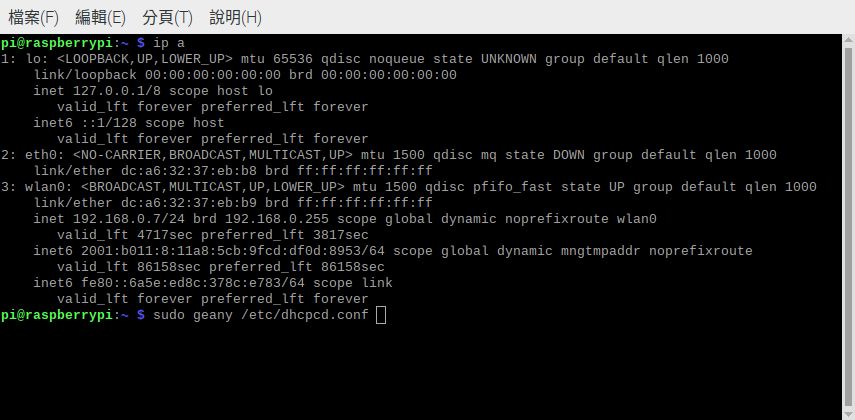 檔案(F) 編輯(E) 分頁(T) 說明(H)
pi@raspberrypi:~ $ ip a
1: lo: <LOOPBACK,UP,LOWER_UP> mtu 65536 qdisc noqueue state UNKNOWN group default qlen 1000
    link/loopback 00:00:00:00:00:00 brd 00:00:00:00:00:00
    inet 127.0.0.1/8 scope host lo
       valid_lft forever preferred_lft forever
    inet6 ::1/128 scope host
       valid_lft forever preferred_lft forever
2: eth0: <NO-CARRIER,BROADCAST,MULTICAST,UP> mtu 1500 qdisc mq state DOWN group default qlen 1000
    link/ether dc:a6:32:37:eb:b8 brd ff:ff:ff:ff:ff:ff
3: wlan0: <BROADCAST,MULTICAST,UP,LOWER_UP> mtu 1500 qdisc pfifo_fast state UP group default qlen 1000
    link/ether dc:a6:32:37:eb:b9 brd ff:ff:ff:ff:ff:ff
    inet 192.168.0.7/24 brd 192.168.0.255 scope global dynamic noprefixroute wlan0
       valid_lft 4717sec preferred_lft 3817sec
    inet6 2001:b011:8:11a8:5cb:9fcd:df0d:8953/64 scope global dynamic mngtmpaddr noprefixroute
       valid_lft 86158sec preferred_lft 86158sec
    inet6 fe80::6a5e:ed8c:378c:e783/64 scope link
       valid_lft forever preferred_lft forever
pi@raspberrypi:~ $ sudo geany /etc/dhcpcd.conf